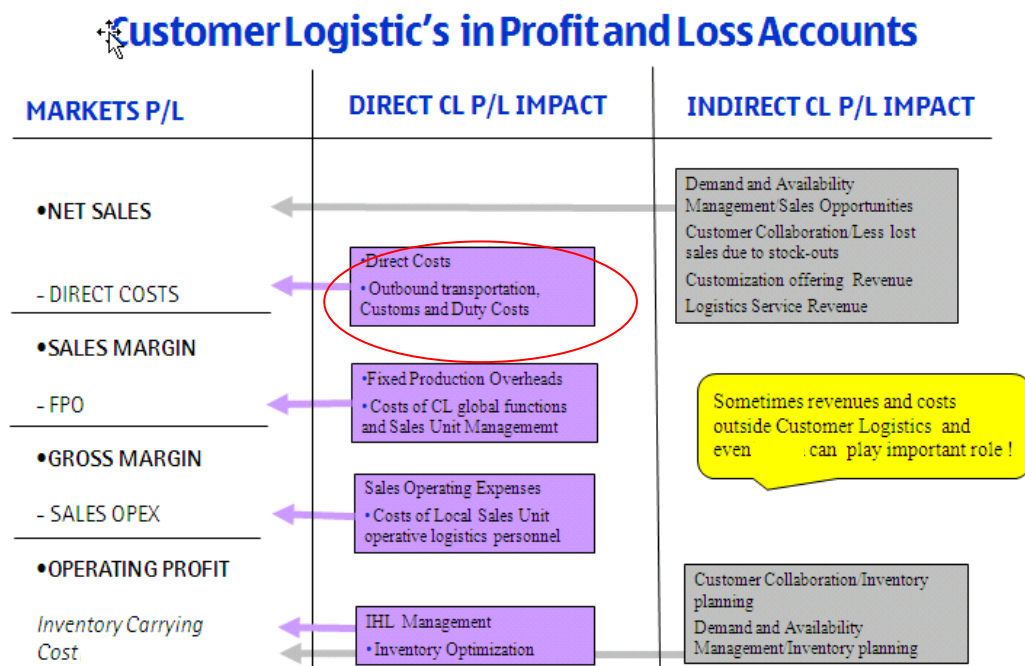 Customer Logistic's in Profit and Loss Accounts
MARKETS P/L
DIRECT CL P/L IMPACT
INDIRECT CL P/L IMPACT
•NET SALES
Demand and Availability
Management/Sales Opportunities
Customer Collaboration/Less lost
sales due to stock-outs
Customization offering Revenue
Logistics Service Revenue
- DIRECT COSTS
•Direct Costs
•Outbound transportation,
Customs and Duty Costs
•SALES MARGIN
- FPO
•Fixed Production Overheads
•Costs of CL global functions
and Sales Unit Managememt
Sometimes revenues and costs
outside Customer Logistics and
even can play important role !
•GROSS MARGIN
- SALES OPEX
Sales Operating Expenses
•Costs of Local Sales Unit
operative logistics personnel
•OPERATING PROFIT
Inventory Carrying
Cost
IHL Management
•Inventory Optimization
Customer Collaboration/Inventory
planning
Demand and Availability
Management/Inventory planning